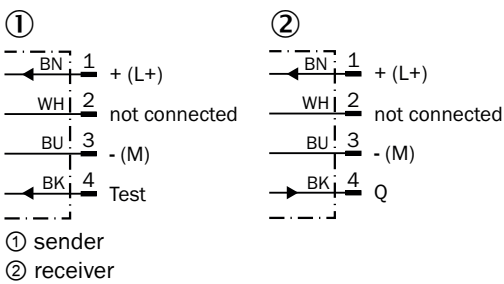 ① ②
BN 1 + (L+) BN 1 + (L+)
WH 2 not connected WH 2 not connected
BU 3 - (M) BU 3 - (M)
BK 4 Test BK 4 Q
① sender
② receiver